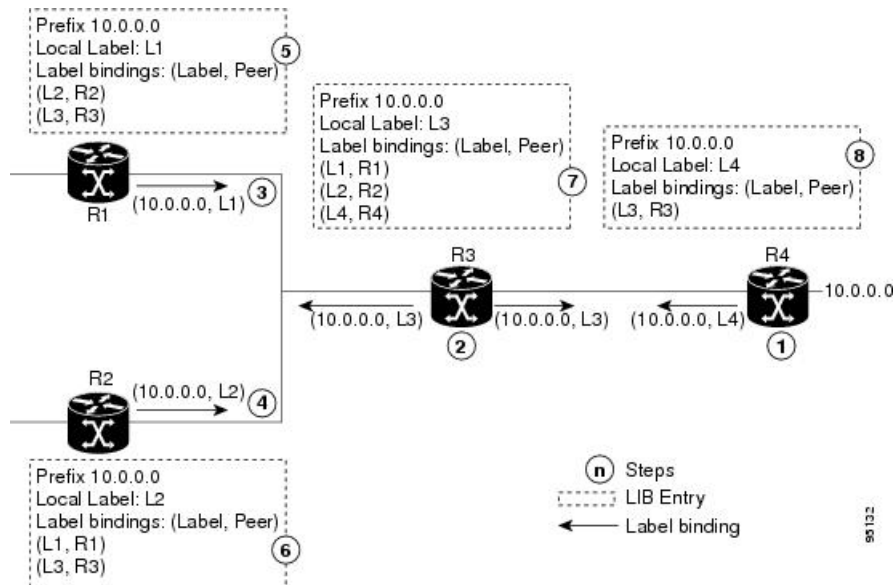 Prefix 10.0.0.0
Local Label: L1
Label bindings: (Label, Peer)
(L2, R2)
(L3, R3)
5
R1
(10.0.0.0, L1)
3
Prefix 10.0.0.0
Local Label: L3
Label bindings: (Label, Peer)
(L1, R1)
(L2, R2)
(L4, R4)
7
Prefix 10.0.0.0
Local Label: L4
Label bindings: (Label, Peer)
(L3, R3)
8
R3
R4
10.0.0.0
(10.0.0.0, L3)
(10.0.0.0, L3)
(10.0.0.0, L4)
2
1
R2
(10.0.0.0, L2)
4
Prefix 10.0.0.0
Local Label: L2
Label bindings: (Label, Peer)
(L1, R1)
(L3, R3)
6
n Steps
LIB Entry
Label binding
95132